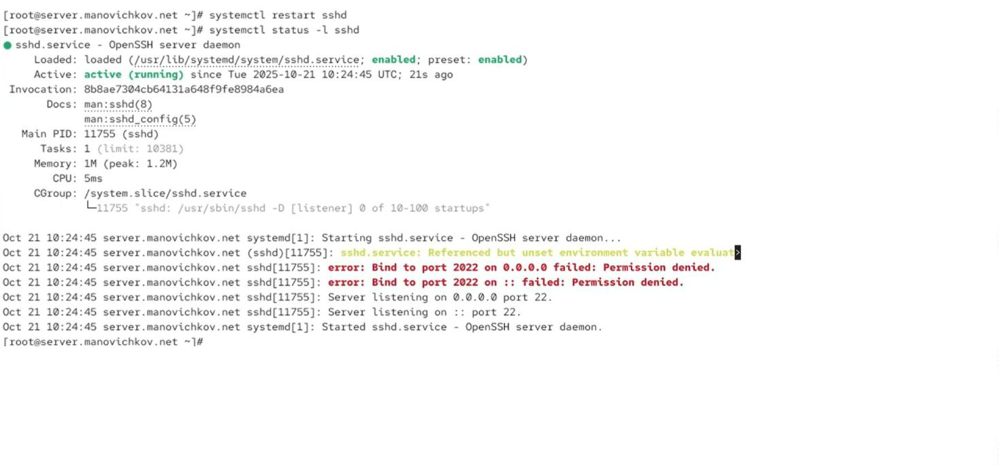 [root@server.manovichkov.net ~]# systemctl restart sshd
[root@server.manovichkov.net ~]# systemctl status -l sshd
● sshd.service - OpenSSH server daemon
Loaded: loaded (/usr/lib/systemd/system/sshd.service; enabled; preset: enabled)
Active: active (running) since Tue 2025-10-21 10:24:45 UTC; 21s ago
Invocation: 8b8ae7304cb64131a648f9fe8984a6ea
Docs: man:sshd(8)
man:sshd_config(5)
Main PID: 11755 (sshd)
Tasks: 1 (limit: 10381)
Memory: 1M (peak: 1.2M)
CPU: 5ms
CGroup: /system.slice/sshd.service
└─11755 "sshd: /usr/sbin/sshd -D [listener] 0 of 10-100 startups"
Oct 21 10:24:45 server.manovichkov.net systemd[1]: Starting sshd.service - OpenSSH server daemon...
Oct 21 10:24:45 server.manovichkov.net (sshd)[11755]: sshd.service: Referenced but unset environment variable evaluat>
Oct 21 10:24:45 server.manovichkov.net sshd[11755]: error: Bind to port 2022 on 0.0.0.0 failed: Permission denied.
Oct 21 10:24:45 server.manovichkov.net sshd[11755]: error: Bind to port 2022 on :: failed: Permission denied.
Oct 21 10:24:45 server.manovichkov.net sshd[11755]: Server listening on 0.0.0.0 port 22.
Oct 21 10:24:45 server.manovichkov.net sshd[11755]: Server listening on :: port 22.
Oct 21 10:24:45 server.manovichkov.net systemd[1]: Started sshd.service - OpenSSH server daemon.
[root@server.manovichkov.net ~]#